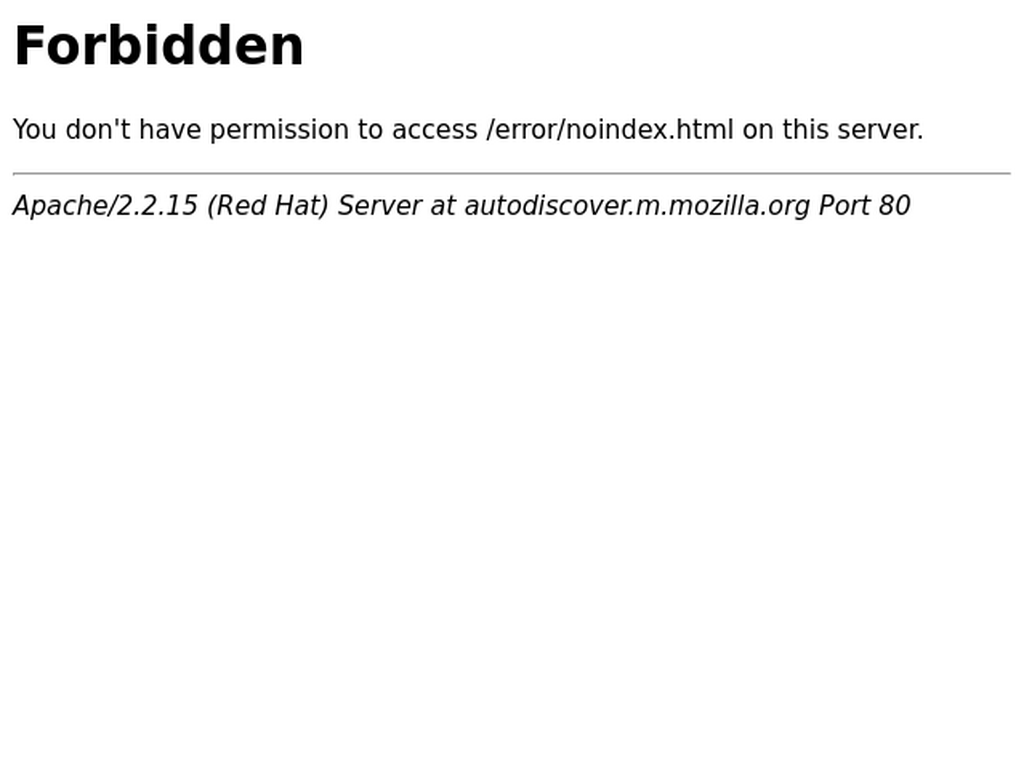 Forbidden
You don't have permission to access /error/noindex.html on this server.
Apache/2.2.15 (Red Hat) Server at autodiscover.m.mozilla.org Port 80